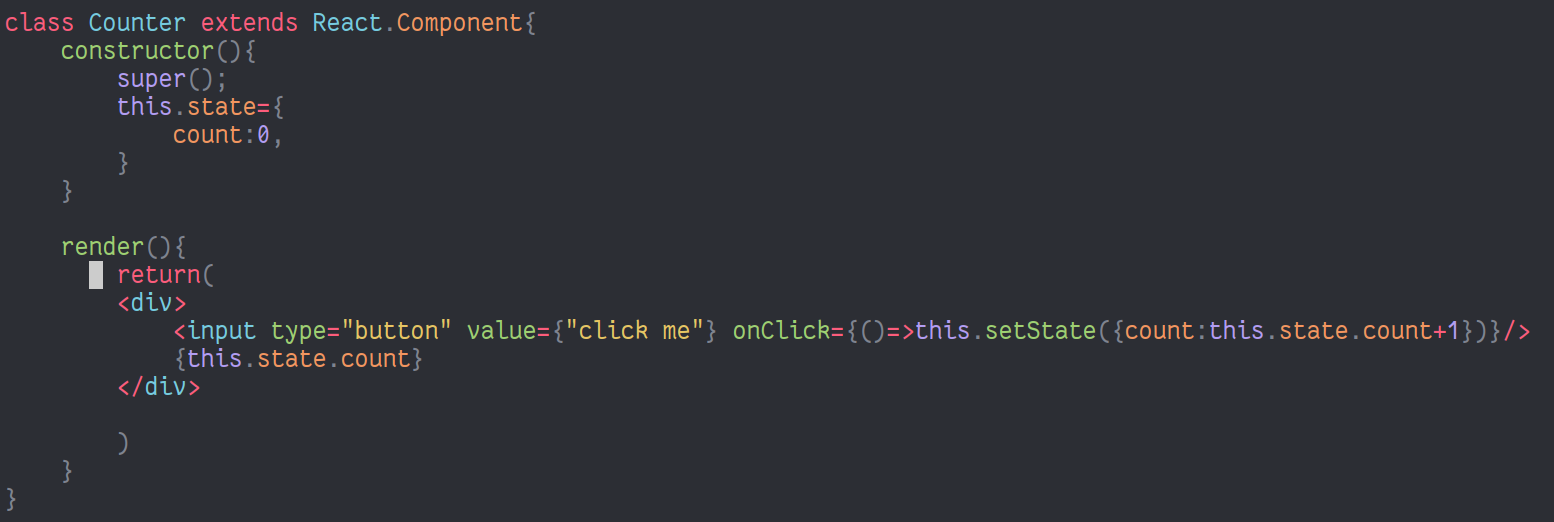 class Counter extends React.Component{
    constructor(){
        super();
        this.state={
            count:0,
        }
    }

    render(){
        return(
        <div>
            <input type="button" value={"click me"} onClick={()=>this.setState({count:this.state.count+1})}/>
            {this.state.count}
        </div>

        )
    }
}